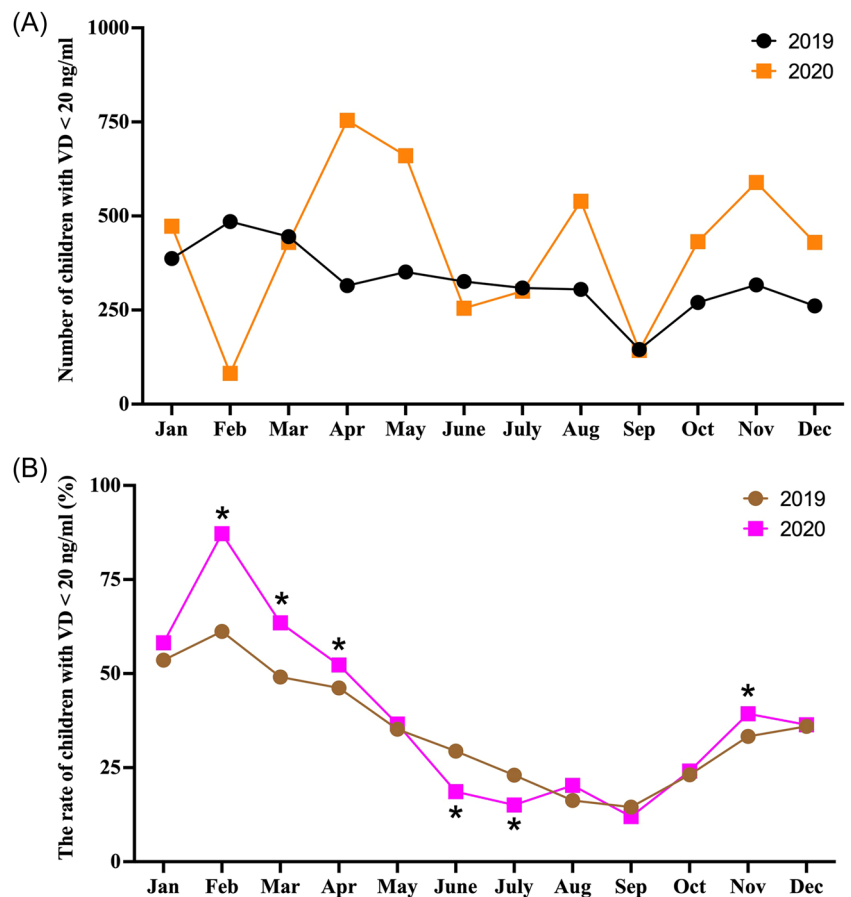 (A)
Number of children with VD < 20 ng/ml
1000
750
500
250
0
2019
2020
Jan Feb Mar Apr May June July Aug Sep Oct Nov Dec
(B)
The rate of children with VD < 20 ng/ml (%)
100
75
50
25
0
2019
2020
* * * * * *
Jan Feb Mar Apr May June July Aug Sep Oct Nov Dec